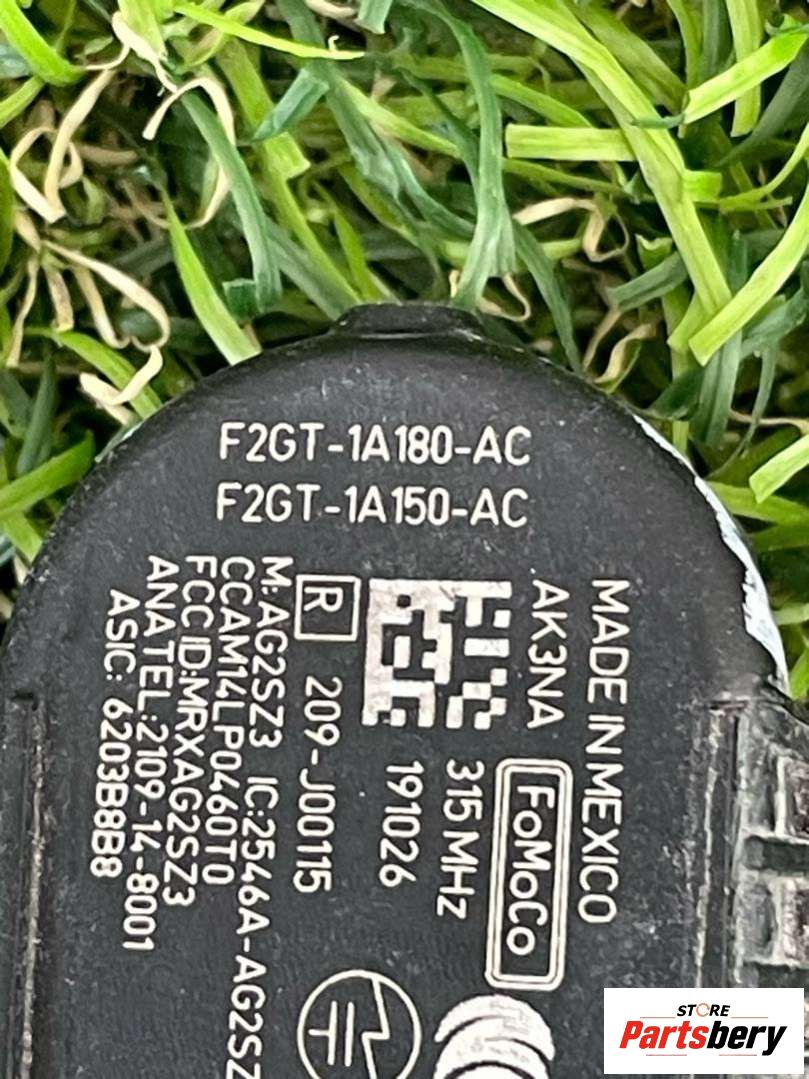 F2GT-1A180-AC
F2GT-1A150-AC
MADE IN MEXICO
AK3NA FoMoCo
315 MHz
191026
R 209-J00115
M: AG2SZ3 IC:2546A-AG2SZ
CCAM14LP0460T0
FCC ID:MRXAG2SZ3
ANATEL:2109-14-8001
ASIC: 6203B8B8
STORE
Partsbery